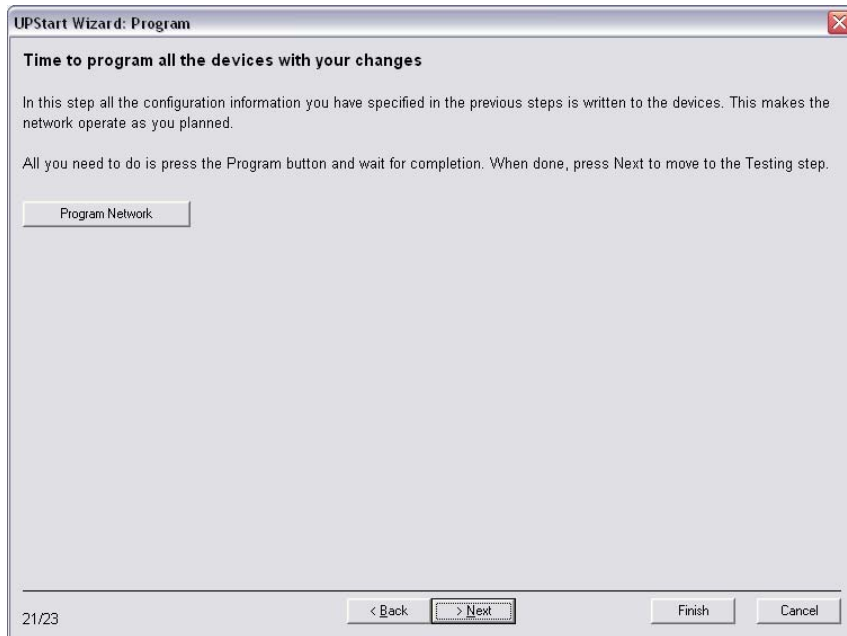 UPStart Wizard: Program
Time to program all the devices with your changes
In this step all the configuration information you have specified in the previous steps is written to the devices. This makes the
network operate as you planned.
All you need to do is press the Program button and wait for completion. When done, press Next to move to the Testing step.
Program Network
21/23
< Back
> Next
Finish
Cancel